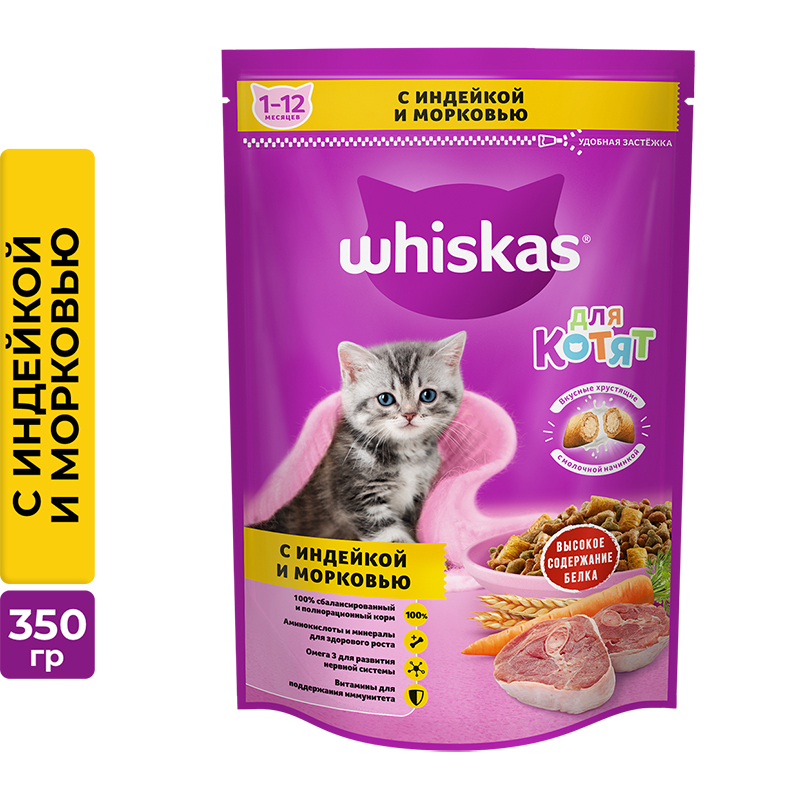 С ИНДЕЙКОЙ
И МОРКОВЬЮ
350
гр
1-12
МЕСЯЦЕВ
С ИНДЕЙКОЙ
И МОРКОВЬЮ
УДОБНАЯ ЗАСТЁЖКА
whiskas®
для
котят
Вкусные хрустящие
с молочной начинкой
ВЫСОКОЕ
СОДЕРЖАНИЕ
БЕЛКА
С ИНДЕЙКОЙ
И МОРКОВЬЮ
100% сбалансированный
и полнорационный корм
100%
Аминокислоты и минералы
для здорового роста
Омега 3 для развития
нервной системы
Витамины для
поддержания иммунитета